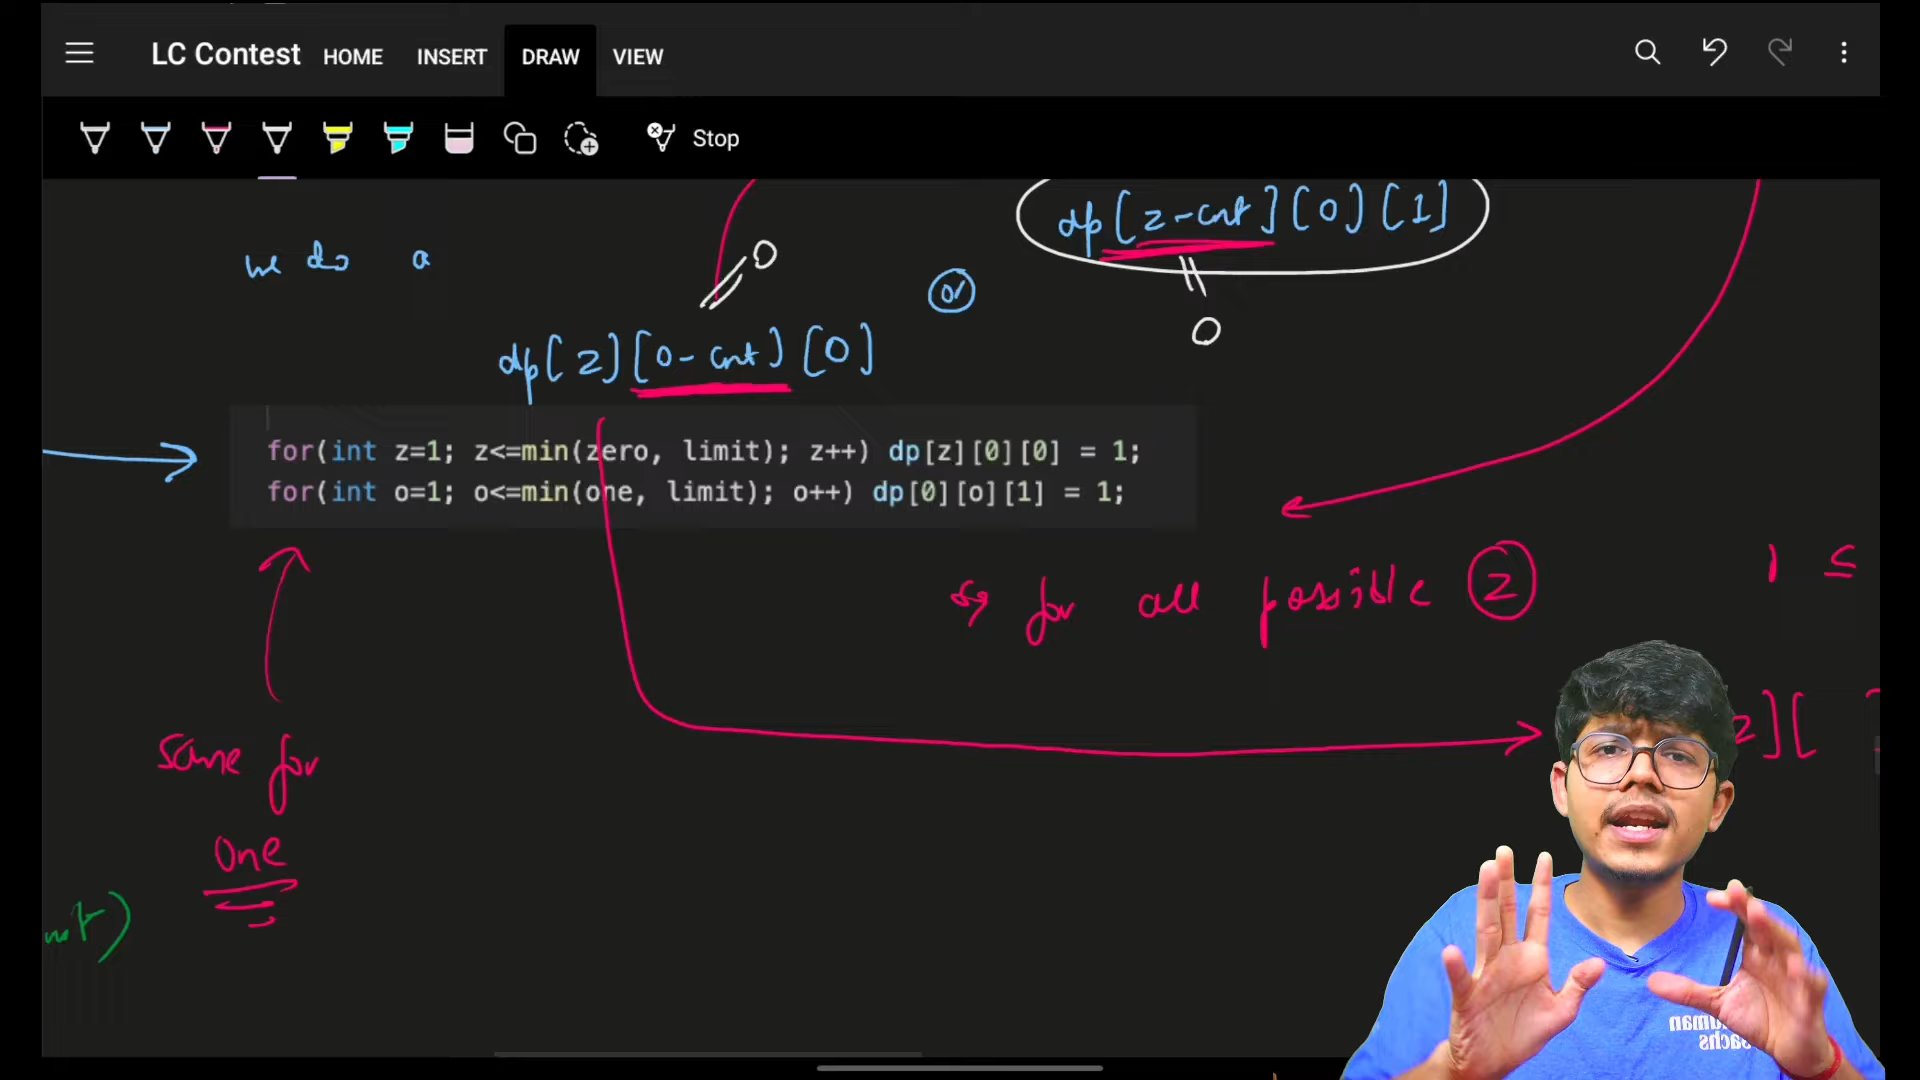 LC Contest HOME INSERT DRAW VIEW
Stop
dp[z-cnt][0][1]
we do a
0
or
0
dp[z][o-cnt][0]
for(int z=1; z<=min(zero, limit); z++) dp[z][0][0] = 1;
for(int o=1; o<=min(one, limit); o++) dp[0][o][1] = 1;
1 ≤
for all possible z
z][
same for
one